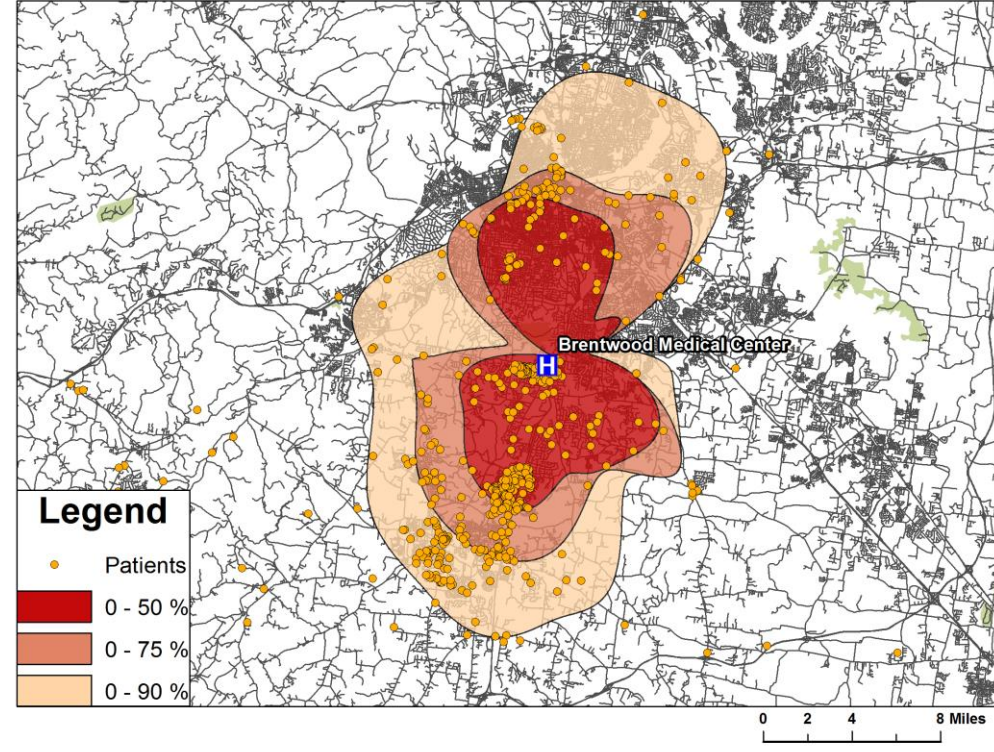 Brentwood Medical Center
H
Legend
Patients
0 - 50 %
0 - 75 %
0 - 90 %
0 2 4 8 Miles